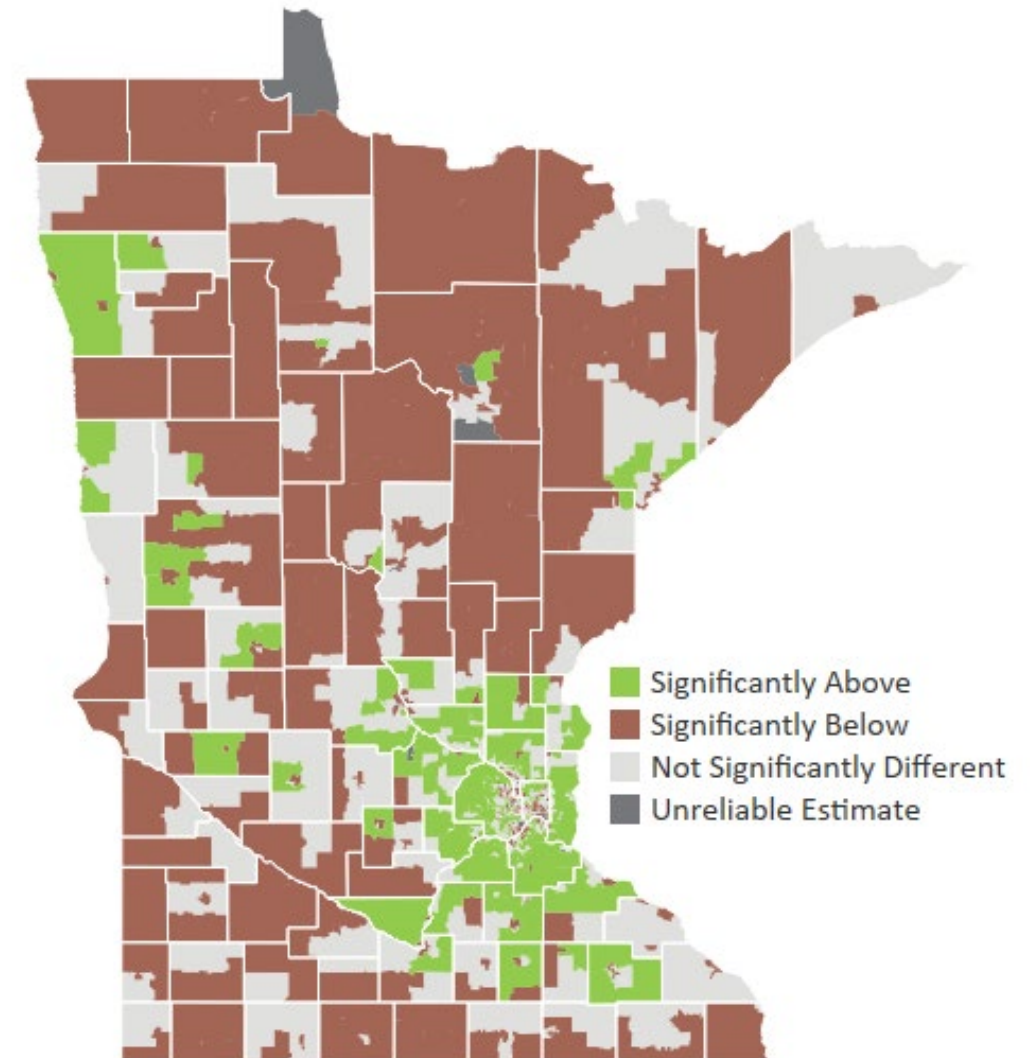 Significantly Above
Significantly Below
Not Significantly Different
Unreliable Estimate